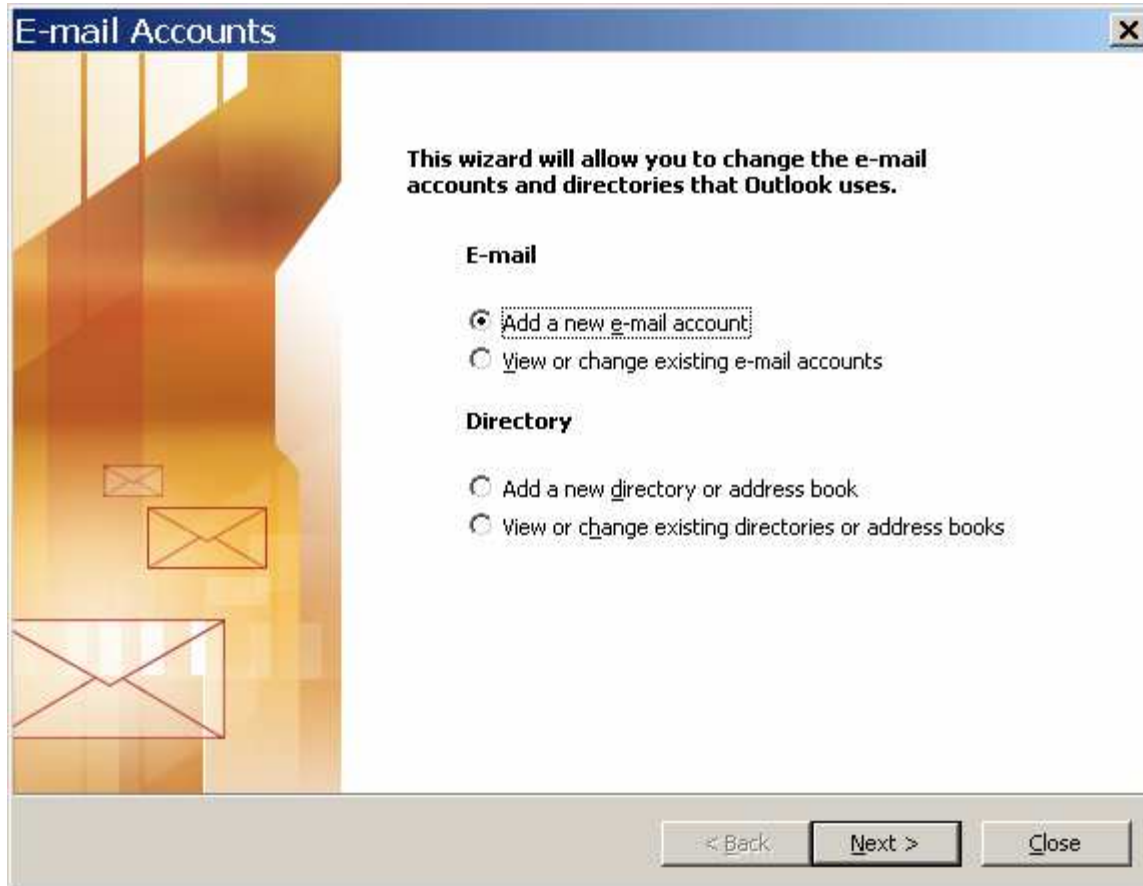 E-mail Accounts
This wizard will allow you to change the e-mail
accounts and directories that Outlook uses.
E-mail
Add a new e-mail account
View or change existing e-mail accounts
Directory
Add a new directory or address book
View or change existing directories or address books
< Back Next > Close